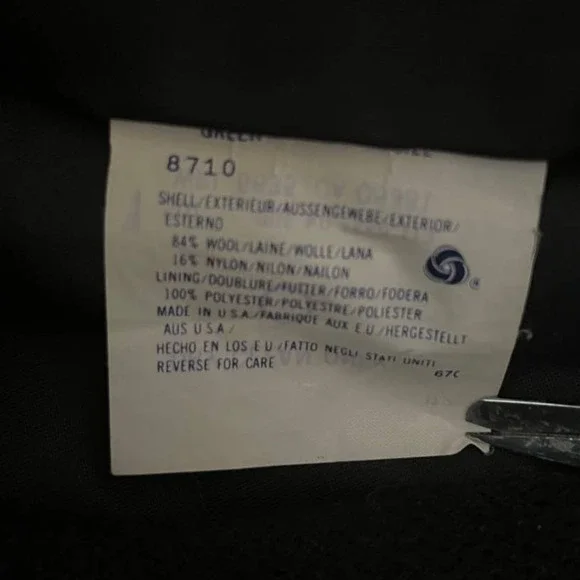 GREEN
8710
SHELL/EXTERIEUR/AUSSENGEWEBE/EXTERIOR/
ESTERNO
84% WOOL/LAINE/WOLLE/LANA
16% NYLON/NILON/NAILON
LINING/DOUBLURE/FUTTER/FORRO/FODERA
100% POLYESTER/POLYESTRE/POLIESTER
MADE IN U.S.A./FABRIQUE AUX E.U./HERGESTELLT
AUS U.S.A./
HECHO EN LOS E U/FATTO NEGLI STATI UNITI
REVERSE FOR CARE
67C
®